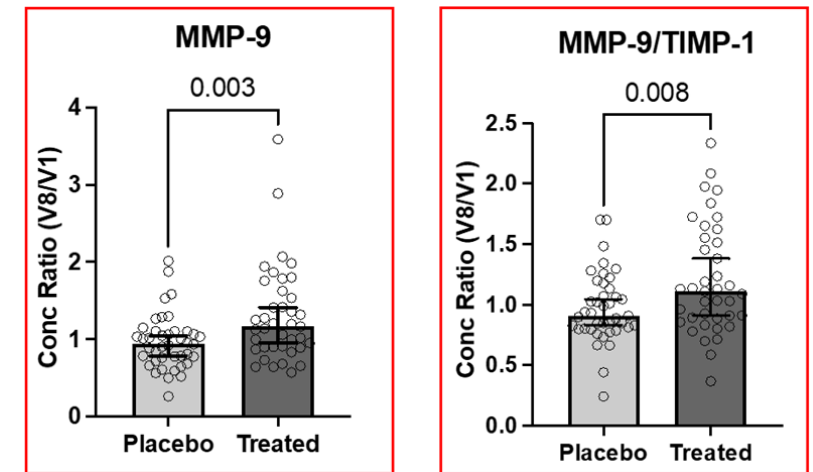 MMP-9
0.003
4
3
2
1
0
Conc Ratio (V8/V1)
Placebo Treated
MMP-9/TIMP-1
0.008
2.5
2.0
1.5
1.0
0.5
0.0
Conc Ratio (V8/V1)
Placebo Treated